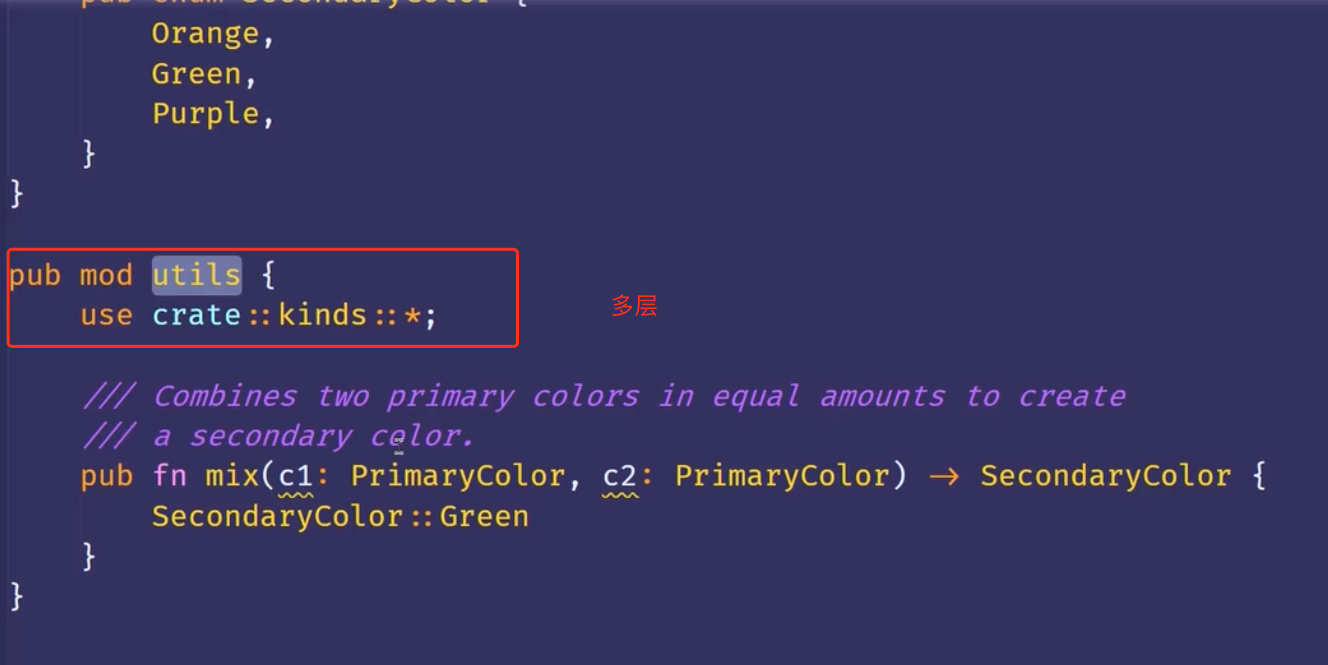 pub enum SecondaryColor {
Orange,
Green,
Purple,
}
}
pub mod utils {
use crate::kinds::*;
多层
/// Combines two primary colors in equal amounts to create
/// a secondary color.
pub fn mix(c1: PrimaryColor, c2: PrimaryColor) -> SecondaryColor {
SecondaryColor::Green
}
}